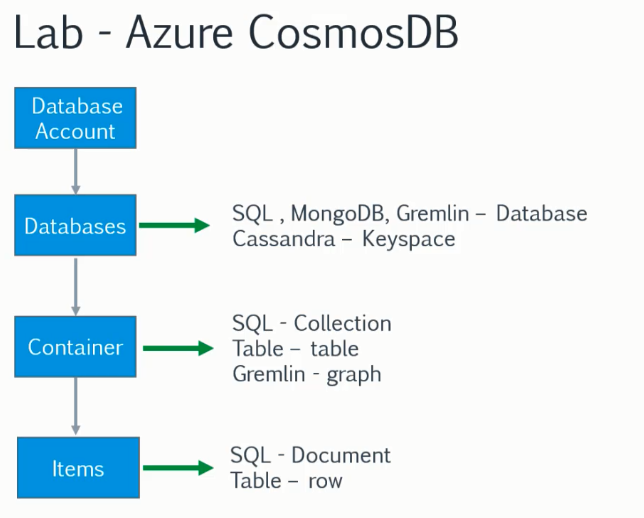 Lab - Azure CosmosDB
Database
Account
Databases
SQL , MongoDB, Gremlin – Database
Cassandra – Keyspace
Container
SQL - Collection
Table – table
Gremlin - graph
Items
SQL - Document
Table – row